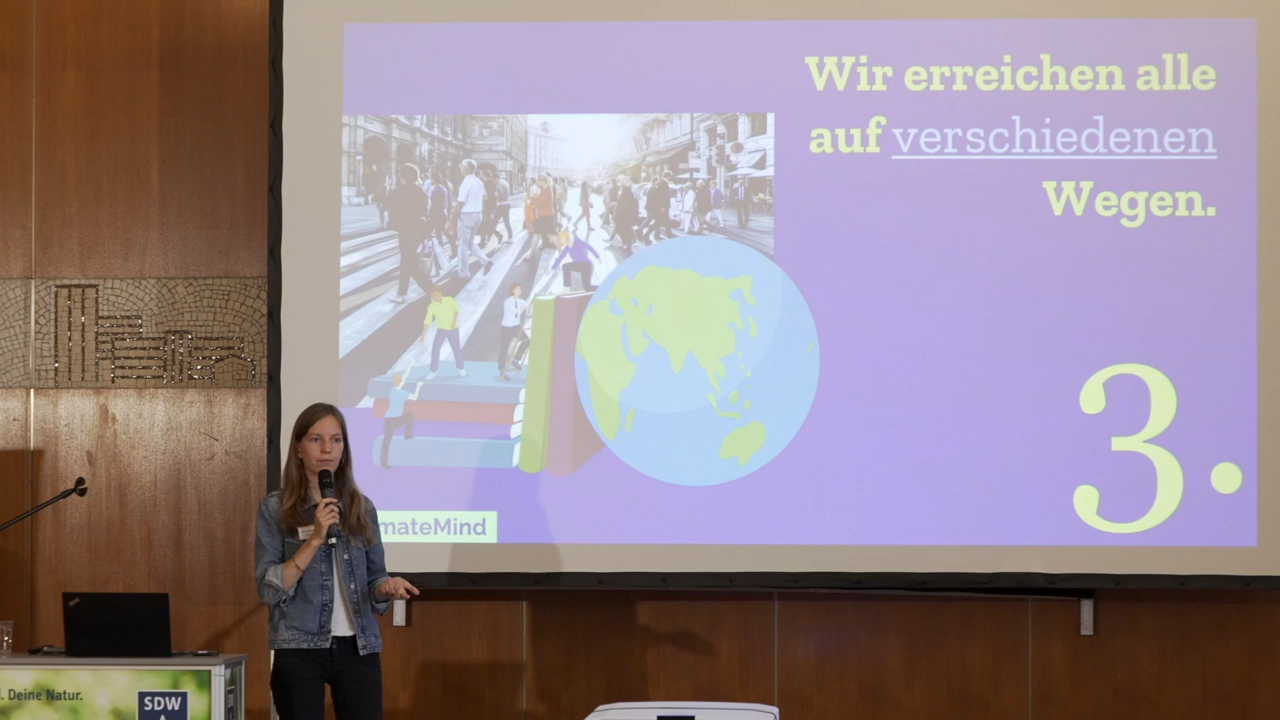 Wir erreichen alle
auf verschiedenen
Wegen.
3.
mateMind
. Deine Natur.
SDW